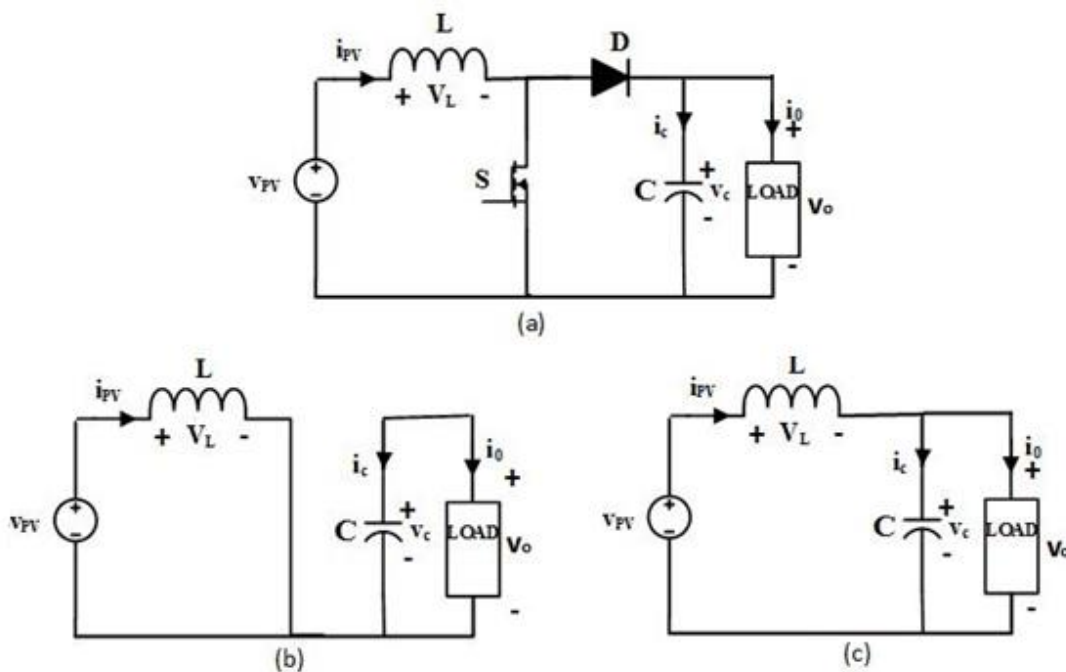 L
D
iPV
+ VL -
ic
i0
+
vPV
+
-
S
C
+
vc
-
LOAD
Vo
-
(a)
L
iPV
+ VL -
ic
i0
+
vPV
+
-
C
+
vc
-
LOAD
Vo
-
(b)
L
iPV
+ VL -
ic
i0
+
vPV
+
-
C
+
vc
-
LOAD
Vo
-
(c)